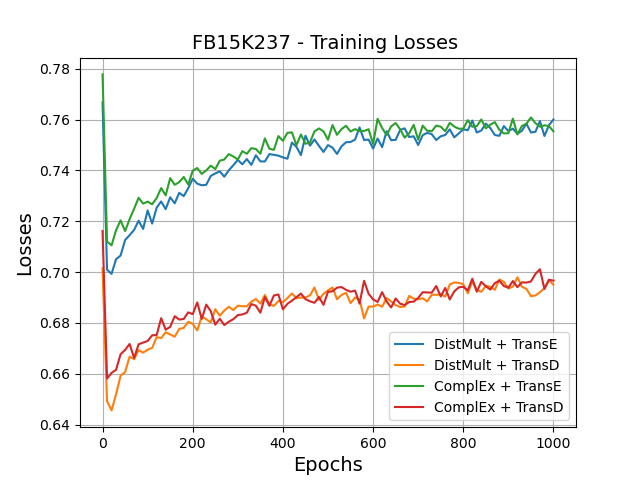 FB15K237 - Training Losses
Losses
0.78
0.76
0.74
0.72
0.70
0.68
0.66
0.64
0
200
400
600
800
1000
Epochs
DistMult + TransE
DistMult + TransD
ComplEx + TransE
ComplEx + TransD